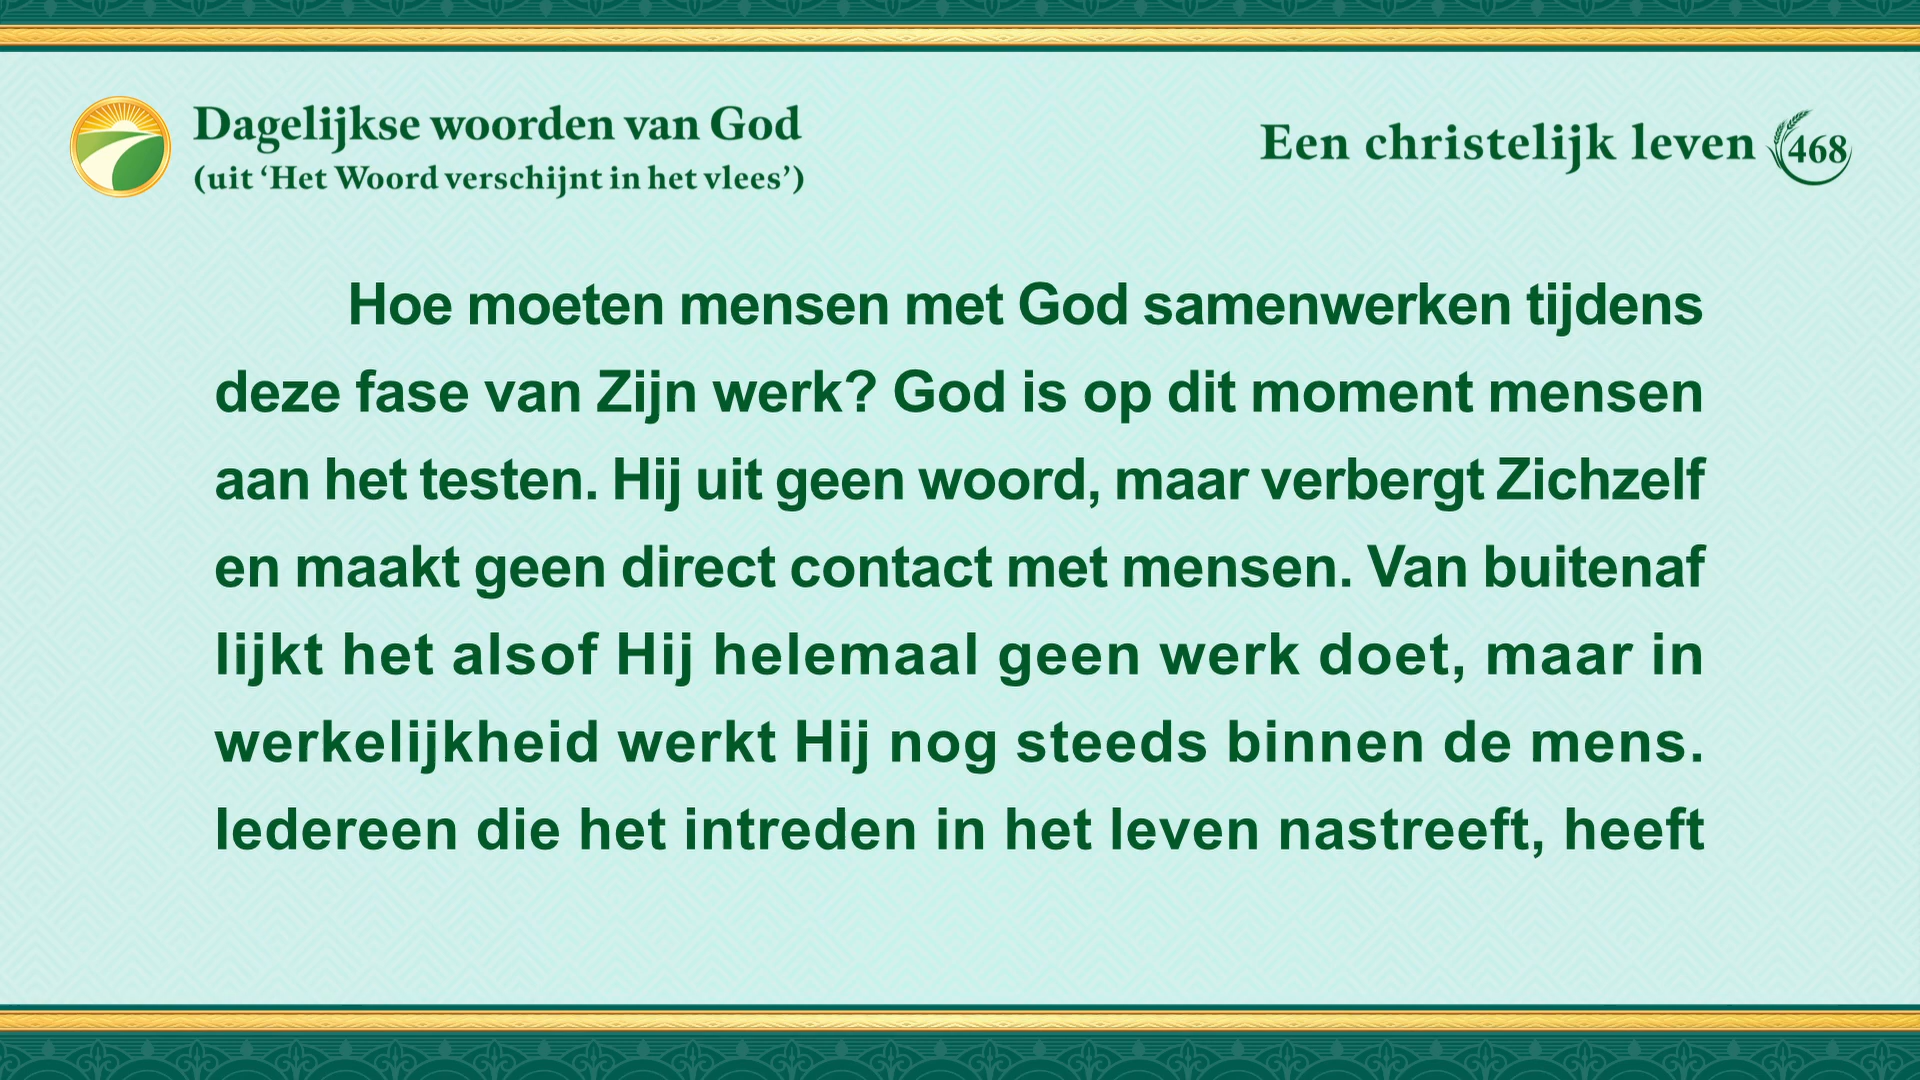 Dagelijkse woorden van God
(uit ‘Het Woord verschijnt in het vlees’)
Een christelijk leven 468
Hoe moeten mensen met God samenwerken tijdens
deze fase van Zijn werk? God is op dit moment mensen
aan het testen. Hij uit geen woord, maar verbergt Zichzelf
en maakt geen direct contact met mensen. Van buitenaf
lijkt het alsof Hij helemaal geen werk doet, maar in
werkelijkheid werkt Hij nog steeds binnen de mens.
Iedereen die het intreden in het leven nastreeft, heeft